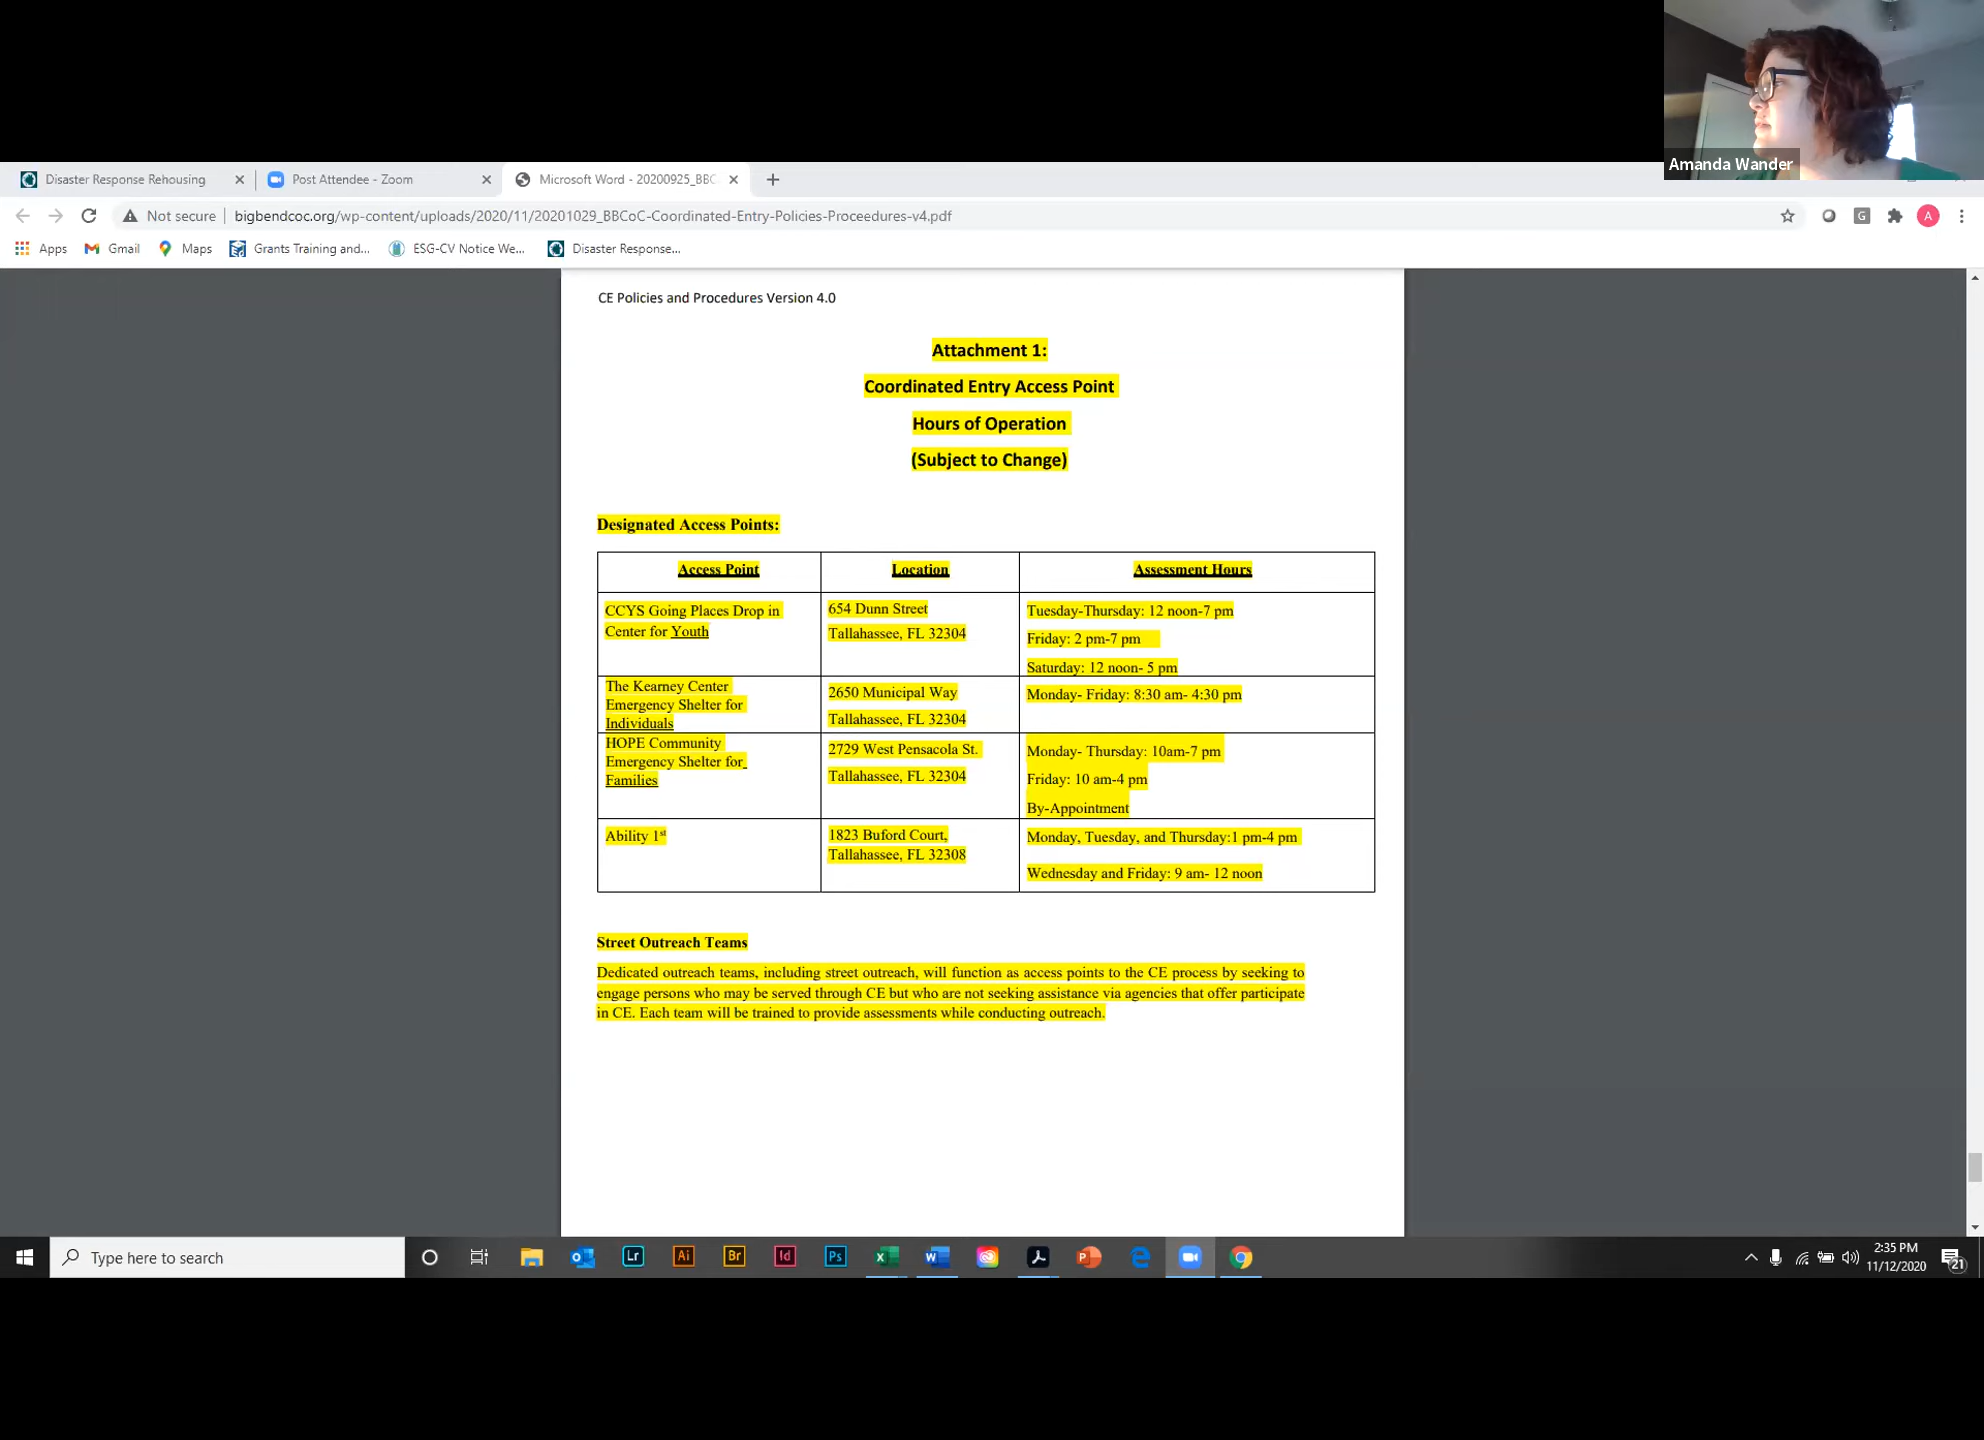 Amanda Wander
Disaster Response Rehousing
Post Attendee - Zoom
Microsoft Word - 20200925_BBC
Not secure
bigbendcoc.org/wp-content/uploads/2020/11/20201029_BBCoC-Coordinated-Entry-Policies-Proceedures-v4.pdf
A
Apps
Gmail
Maps
Grants Training and...
ESG-CV Notice We...
Disaster Response...
CE Policies and Procedures Version 4.0
Attachment 1:
Coordinated Entry Access Point
Hours of Operation
(Subject to Change)
Designated Access Points:
Access Point
Location
Assessment Hours
CCYS Going Places Drop in
Center for Youth
654 Dunn Street
Tallahassee, FL 32304
Tuesday-Thursday: 12 noon-7 pm
Friday: 2 pm-7 pm
Saturday: 12 noon- 5 pm
The Kearney Center
Emergency Shelter for
Individuals
2650 Municipal Way
Tallahassee, FL 32304
Monday- Friday: 8:30 am- 4:30 pm
HOPE Community
Emergency Shelter for
Families
2729 West Pensacola St.
Tallahassee, FL 32304
Monday- Thursday: 10am-7 pm
Friday: 10 am-4 pm
By-Appointment
Ability 1st
1823 Buford Court,
Tallahassee, FL 32308
Monday, Tuesday, and Thursday:1 pm-4 pm
Wednesday and Friday: 9 am- 12 noon
Street Outreach Teams
Dedicated outreach teams, including street outreach, will function as access points to the CE process by seeking to
engage persons who may be served through CE but who are not seeking assistance via agencies that offer participate
in CE. Each team will be trained to provide assessments while conducting outreach.
Type here to search
Lr
Ai
Br
Id
Ps
2:35 PM
11/12/2020
21